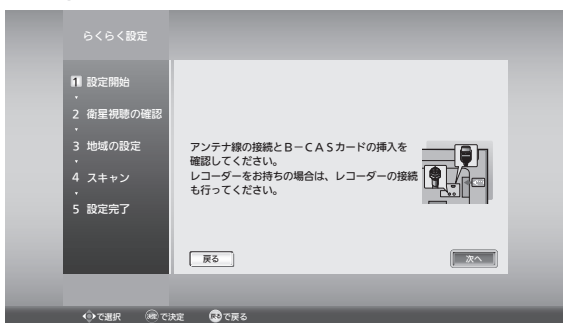 らくらく設定
1 設定開始
2 衛星視聴の確認
3 地域の設定
4 スキャン
5 設定完了
アンテナ線の接続とB－CASカードの挿入を
確認してください。
レコーダーをお持ちの場合は、レコーダーの接続
も行ってください。
戻る
次へ
で選択 決定 で決定 戻る で戻る